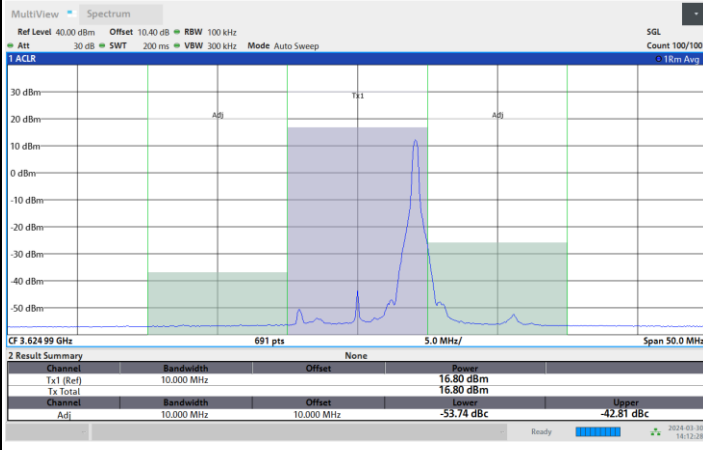 MultiView Spectrum
Ref Level 40.00 dBm Offset 10.40 dB RBW 100 kHz SGL
Att 30 dB SWT 200 ms VBW 300 kHz Mode Auto Sweep Count 100/100
1 ACLR 1Rm Avg
30 dBm
Tx1
20 dBm
Adj Adj
10 dBm
0 dBm
-10 dBm
-20 dBm
-30 dBm
-40 dBm
-50 dBm
CF 3.624 99 GHz 691 pts 5.0 MHz/ Span 50.0 MHz
2 Result Summary None
Channel Bandwidth Offset Power
Tx1 (Ref) 10.000 MHz 16.80 dBm
Tx Total 16.80 dBm
Channel Bandwidth Offset Lower Upper
Adj 10.000 MHz 10.000 MHz -53.74 dBc -42.81 dBc
Ready 2024-03-30
14:12:28